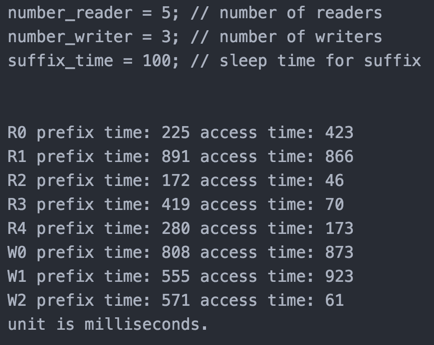 number_reader = 5; // number of readers
number_writer = 3; // number of writers
suffix_time = 100; // sleep time for suffix
R0 prefix time: 225 access time: 423
R1 prefix time: 891 access time: 866
R2 prefix time: 172 access time: 46
R3 prefix time: 419 access time: 70
R4 prefix time: 280 access time: 173
W0 prefix time: 808 access time: 873
W1 prefix time: 555 access time: 923
W2 prefix time: 571 access time: 61
unit is milliseconds.